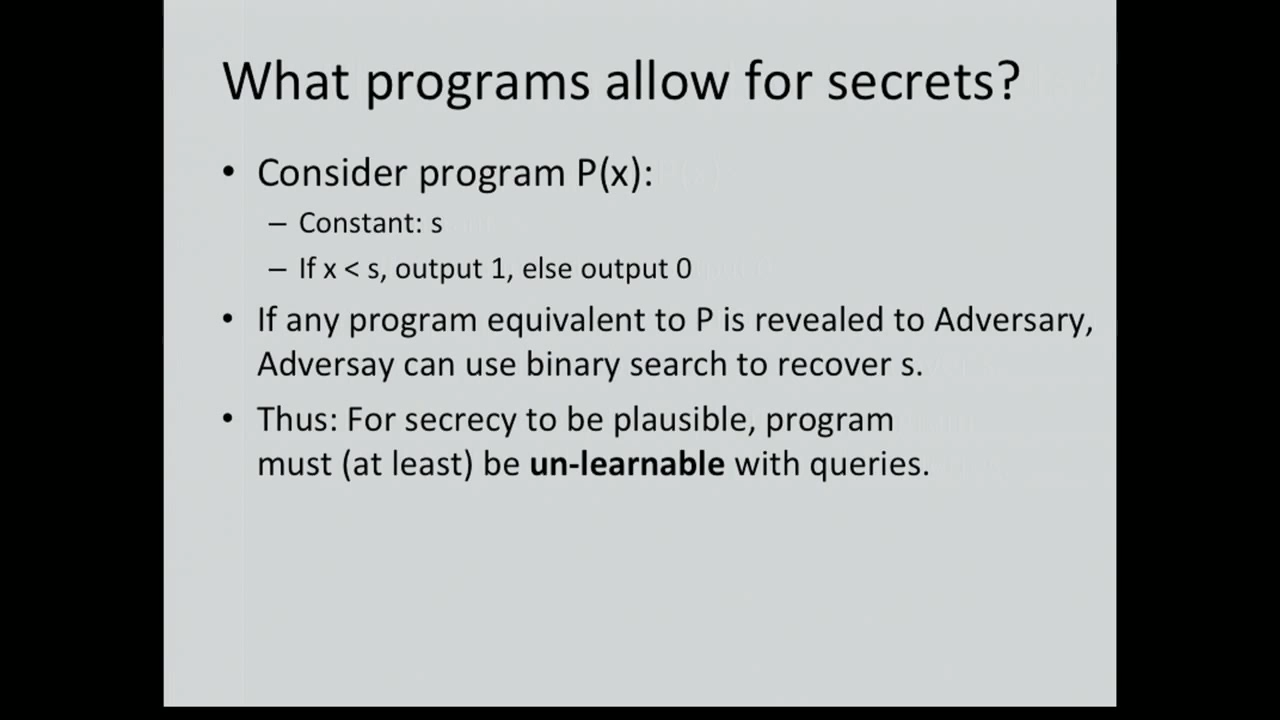 What programs allow for secrets?
• Consider program P(x):
– Constant: s
– If x < s, output 1, else output 0
• If any program equivalent to P is revealed to Adversary,
Adversay can use binary search to recover s.
• Thus: For secrecy to be plausible, program
must (at least) be un-learnable with queries.